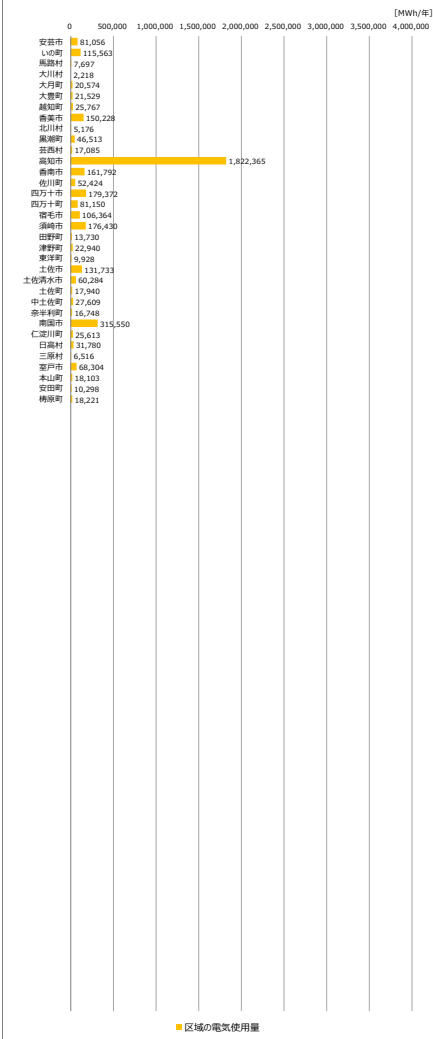 [MWh/年]
0 500,000 1,000,000 1,500,000 2,000,000 2,500,000 3,000,000 3,500,000 4,000,000
安芸市 81,056
いの町 115,563
馬路村 7,697
大川村 2,218
大月町 20,574
大豊町 21,529
越知町 25,767
香美市 150,228
北川村 5,176
黒潮町 46,513
芸西村 17,085
高知市 1,822,365
香南市 161,792
佐川町 52,424
四万十市 179,372
四万十町 81,150
宿毛市 106,364
須崎市 176,430
田野町 13,730
津野町 22,940
東洋町 9,928
土佐市 131,733
土佐清水市 60,284
土佐町 17,940
中土佐町 27,609
奈半利町 16,748
南国市 315,550
仁淀川町 25,613
日高村 31,780
三原村 6,516
室戸市 68,304
本山町 18,103
安田町 10,298
梼原町 18,221
区域の電気使用量